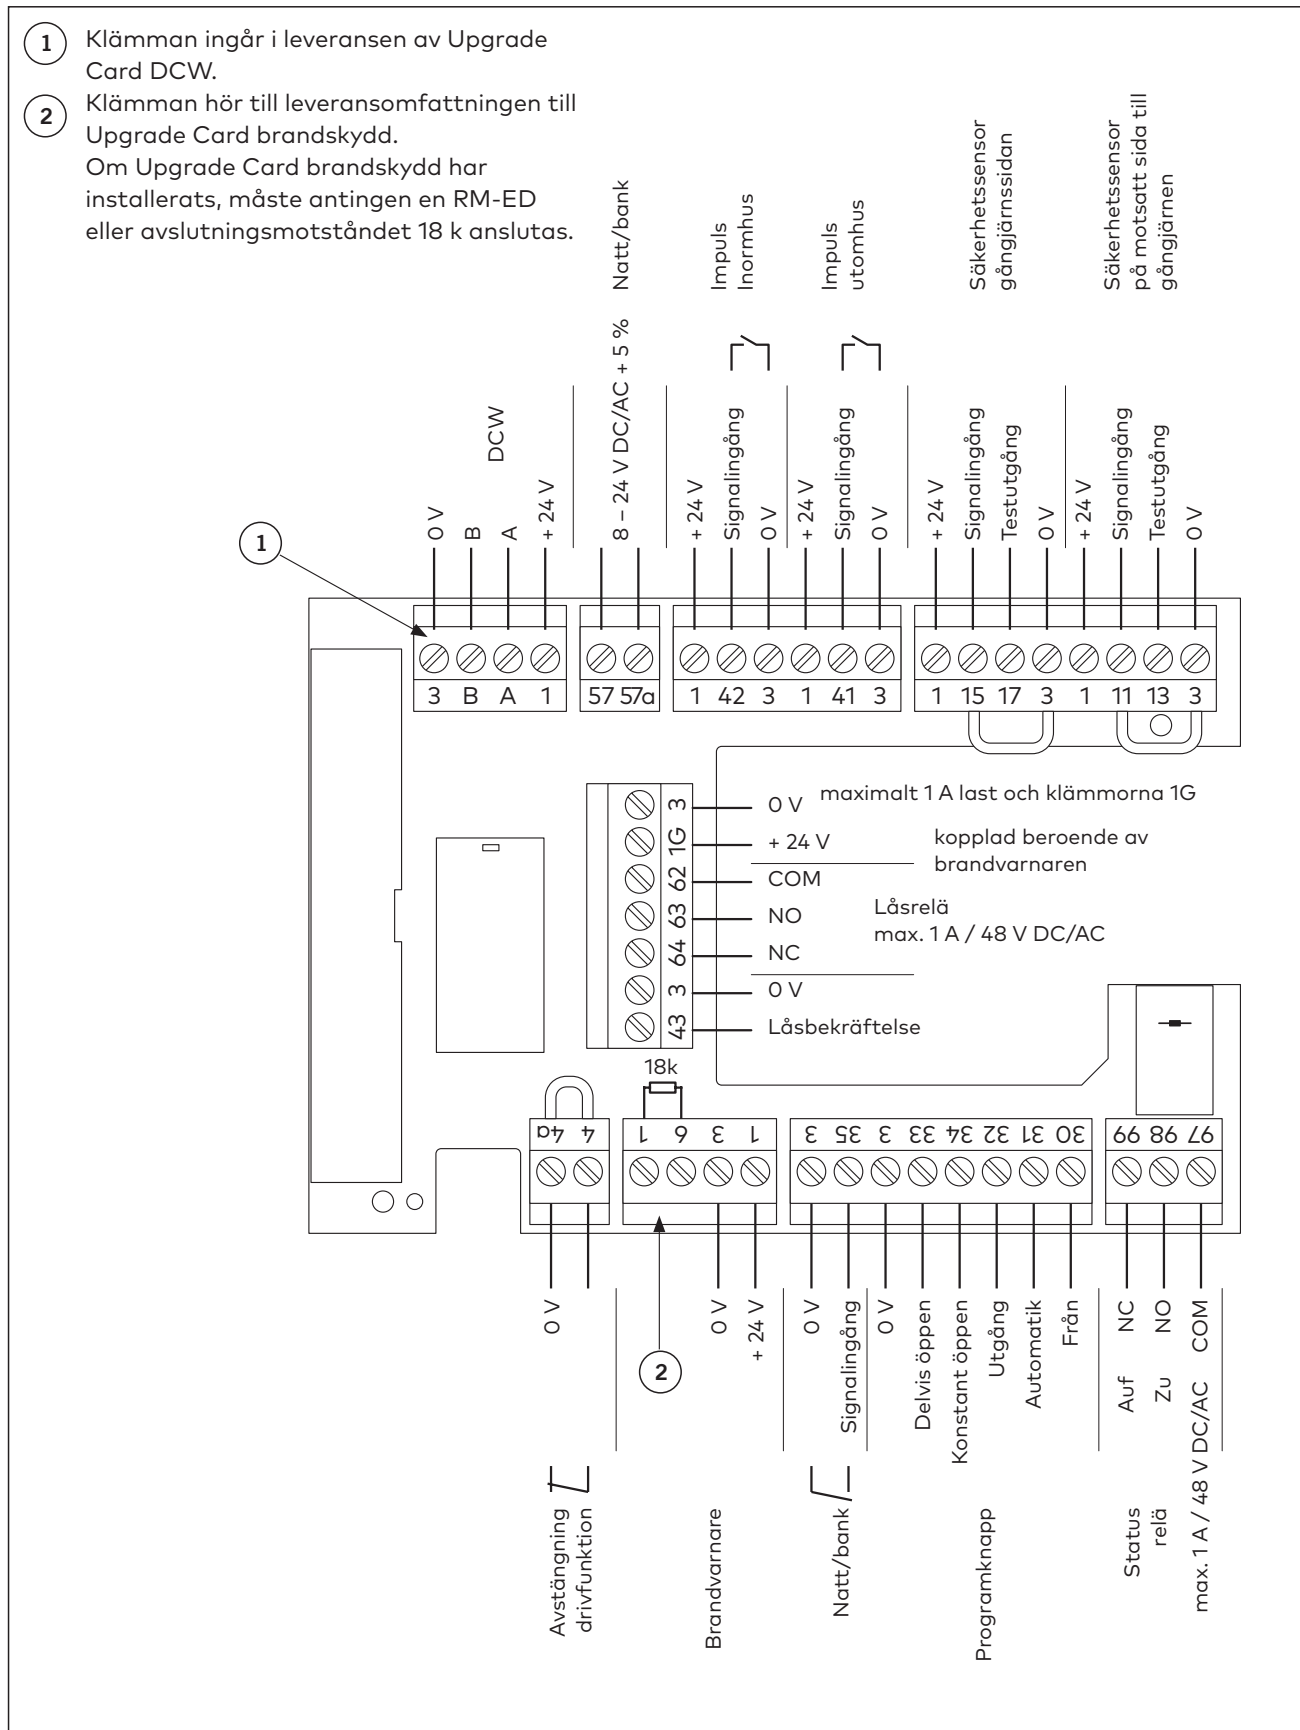 1 Klämman ingår i leveransen av Upgrade
Card DCW.
2 Klämman hör till leveransomfattningen till
Upgrade Card brandskydd.
Om Upgrade Card brandskydd har
installerats, måste antingen en RM-ED
eller avslutningsmotståndet 18 k anslutas.
Natt/bank
Impuls
Inormhus
Impuls
utomhus
Säkerhetssensor
gångjärnssidan
Säkerhetssensor
på motsatt sida till
gångjärnen
DCW
0 V
B
A
+ 24 V
8 – 24 V DC/AC + 5 %
+ 24 V
Signalingång
0 V
+ 24 V
Signalingång
0 V
+ 24 V
Signalingång
Testutgång
0 V
+ 24 V
Signalingång
Testutgång
0 V
1
3 B A 1
57 57a
1 42 3 1 41 3
1 15 17 3 1 11 13 3
3 0 V maximalt 1 A last och klämmorna 1G
1G + 24 V kopplad beroende av
brandvarnaren
62 COM
63 NO Låsrelä
max. 1 A / 48 V DC/AC
64 NC
3 0 V
43 Låsbekräftelse
18k
4a 4
1 6 3 1
3 35 3 33 34 32 31 30
99 98 97
2
0 V
0 V
+ 24 V
0 V
Signalingång
0 V
Delvis öppen
Konstant öppen
Utgång
Automatik
Från
Auf NC
Zu NO
max. 1 A / 48 V DC/AC COM
Avstängning
drivfunktion
Brandvarnare
Natt/bank
Programknapp
Status
relä